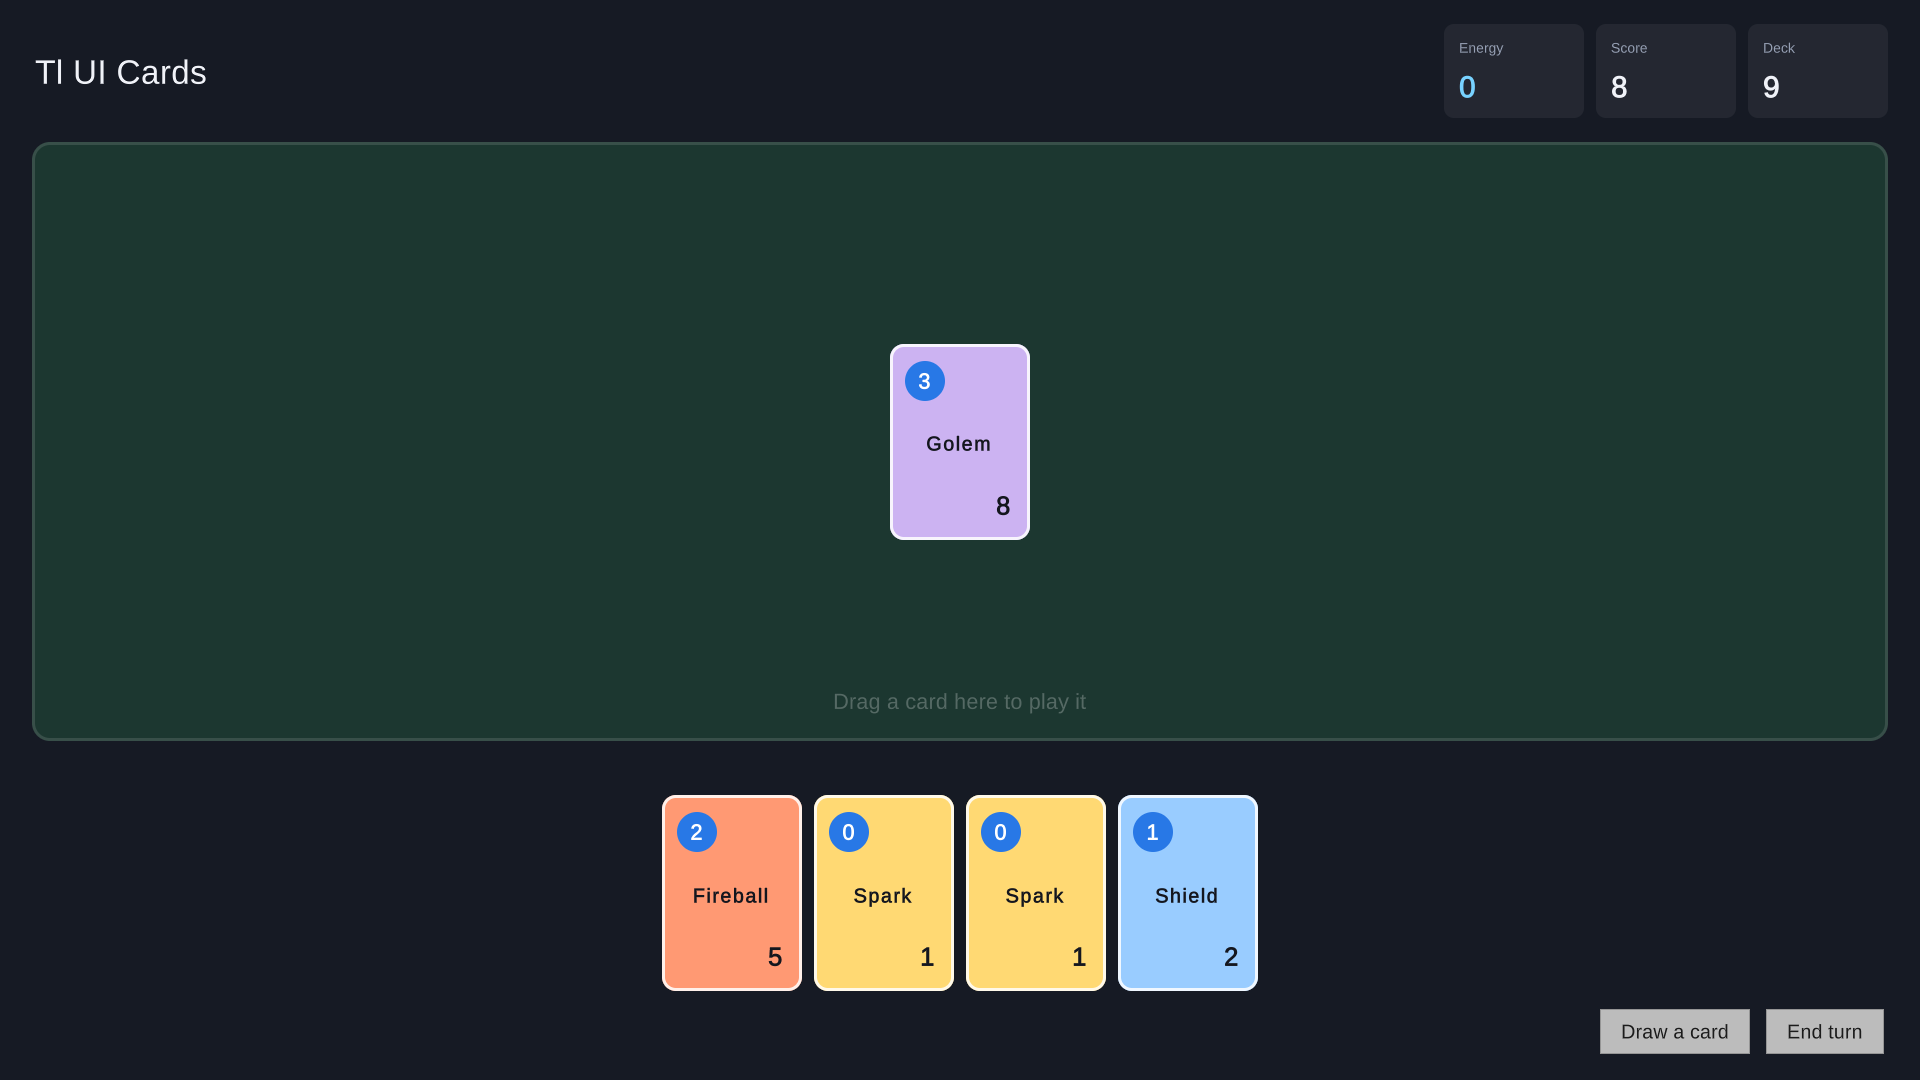 Tl UI Cards
Energy
0
Score
8
Deck
9
3
Golem
8
Drag a card here to play it
2
Fireball
5
0
Spark
1
0
Spark
1
1
Shield
2
Draw a card
End turn